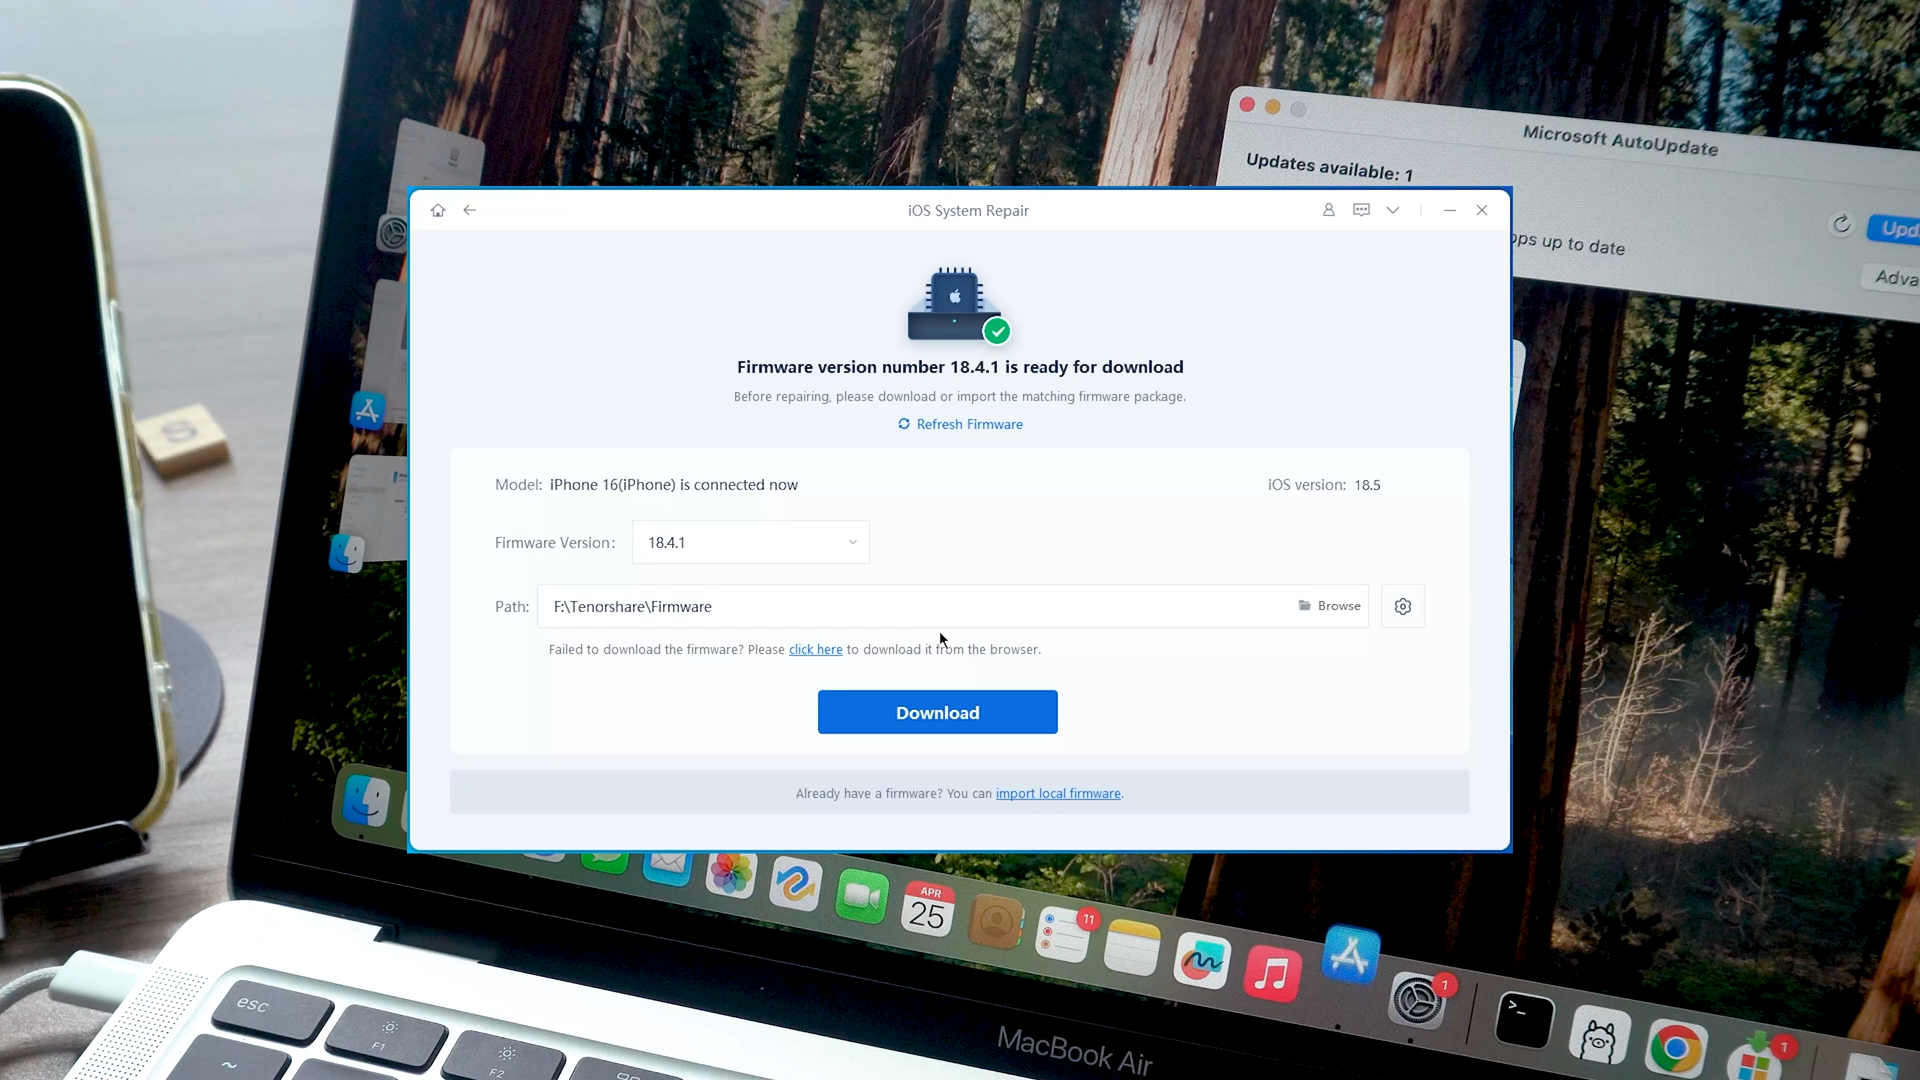 Microsoft AutoUpdate
Updates available: 1
Upd
ops up to date
Adva
iOS System Repair
Firmware version number 18.4.1 is ready for download
Before repairing, please download or import the matching firmware package.
Refresh Firmware
Model: iPhone 16(iPhone) is connected now
iOS version: 18.5
Firmware Version: 18.4.1
Path: F:\Tenorshare\Firmware
Browse
Failed to download the firmware? Please click here to download it from the browser.
Download
Already have a firmware? You can import local firmware.
S
APR
25
11
1
>_
1
MacBook Air
esc
F1
F2
~